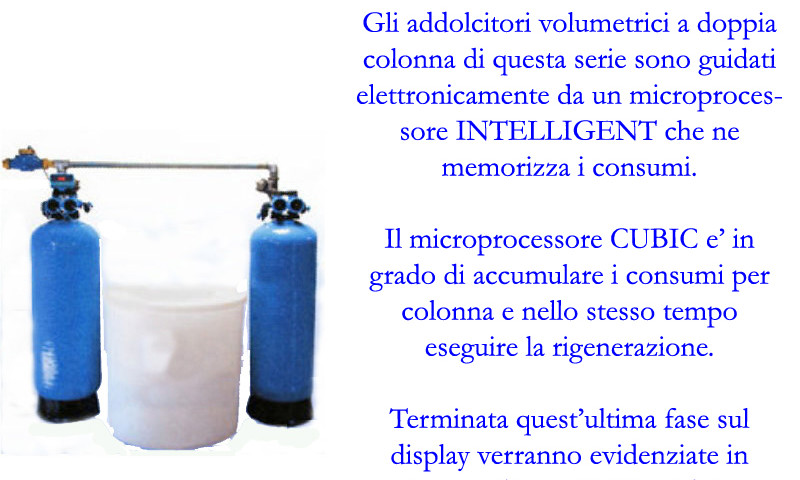 Gli addolcitori volumetrici a doppia
colonna di questa serie sono guidati
elettronicamente da un microproces-
sore INTELLIGENT che ne
memorizza i consumi.
Il microprocessore CUBIC e’ in
grado di accumulare i consumi per
colonna e nello stesso tempo
eseguire la rigenerazione.
Terminata quest’ultima fase sul
display verranno evidenziate in